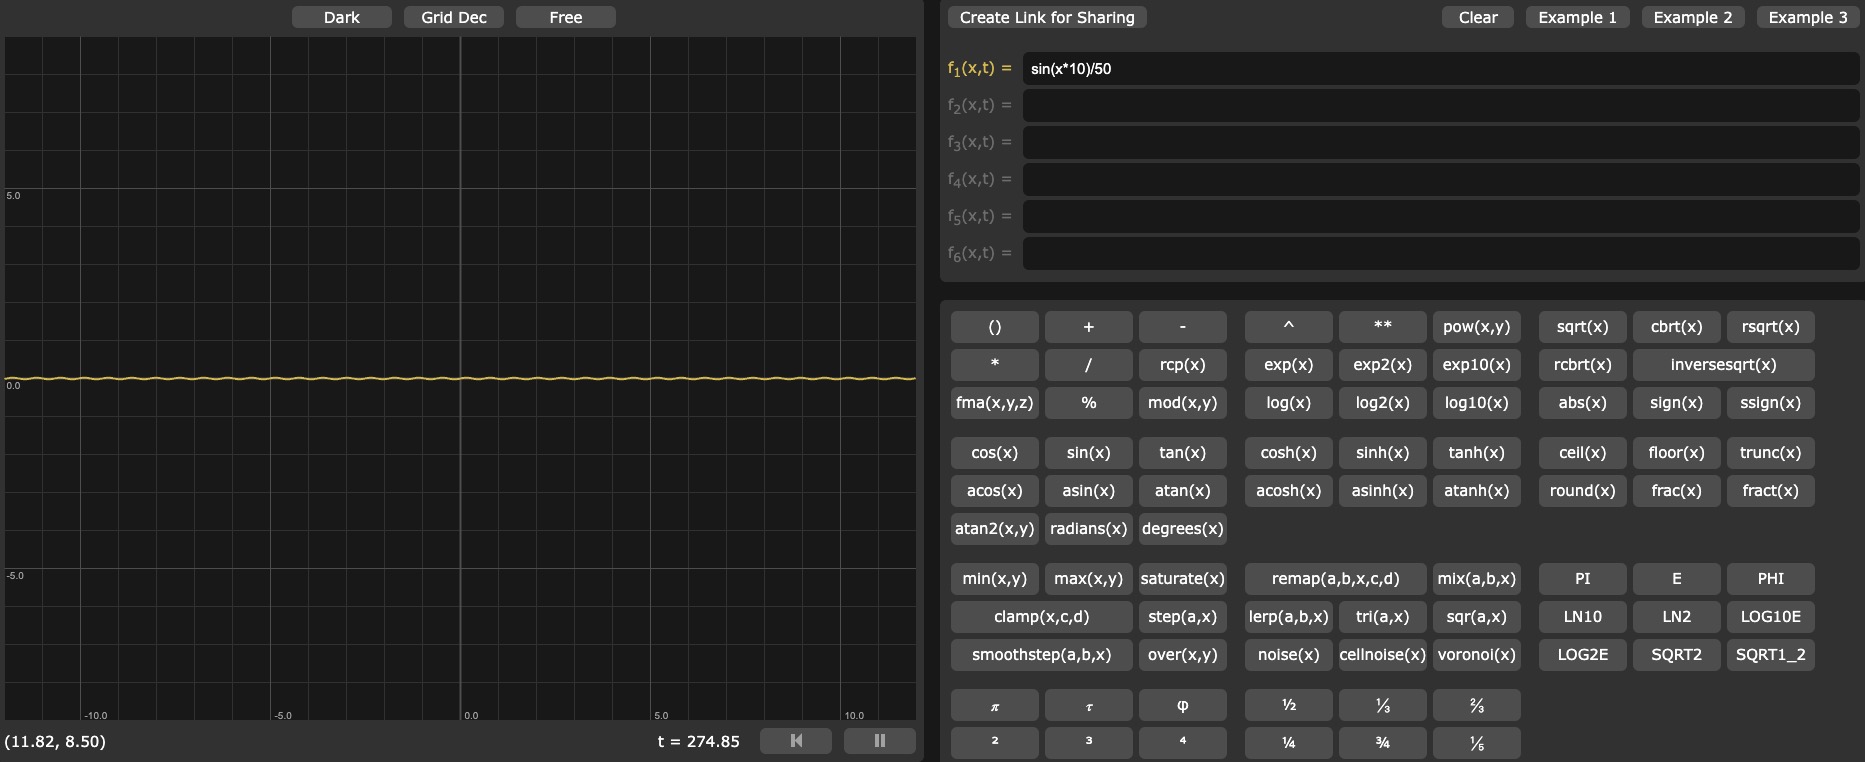 Dark Grid Dec Free
5.0
0.0
-5.0
-10.0 -5.0 0.0 5.0 10.0
(11.82, 8.50) t = 274.85
Create Link for Sharing Clear Example 1 Example 2 Example 3
f1(x,t) = sin(x*10)/50
f2(x,t) =
f3(x,t) =
f4(x,t) =
f5(x,t) =
f6(x,t) =
() + - ^ ** pow(x,y) sqrt(x) cbrt(x) rsqrt(x)
* / rcp(x) exp(x) exp2(x) exp10(x) rcbrt(x) inversesqrt(x)
fma(x,y,z) % mod(x,y) log(x) log2(x) log10(x) abs(x) sign(x) ssign(x)
cos(x) sin(x) tan(x) cosh(x) sinh(x) tanh(x) ceil(x) floor(x) trunc(x)
acos(x) asin(x) atan(x) acosh(x) asinh(x) atanh(x) round(x) frac(x) fract(x)
atan2(x,y) radians(x) degrees(x)
min(x,y) max(x,y) saturate(x) remap(a,b,x,c,d) mix(a,b,x) PI E PHI
clamp(x,c,d) step(a,x) lerp(a,b,x) tri(a,x) sqr(a,x) LN10 LN2 LOG10E
smoothstep(a,b,x) over(x,y) noise(x) cellnoise(x) voronoi(x) LOG2E SQRT2 SQRT1_2
π τ φ ½ ⅓ ⅔
² ³ ⁴ ¼ ¾ ⅙